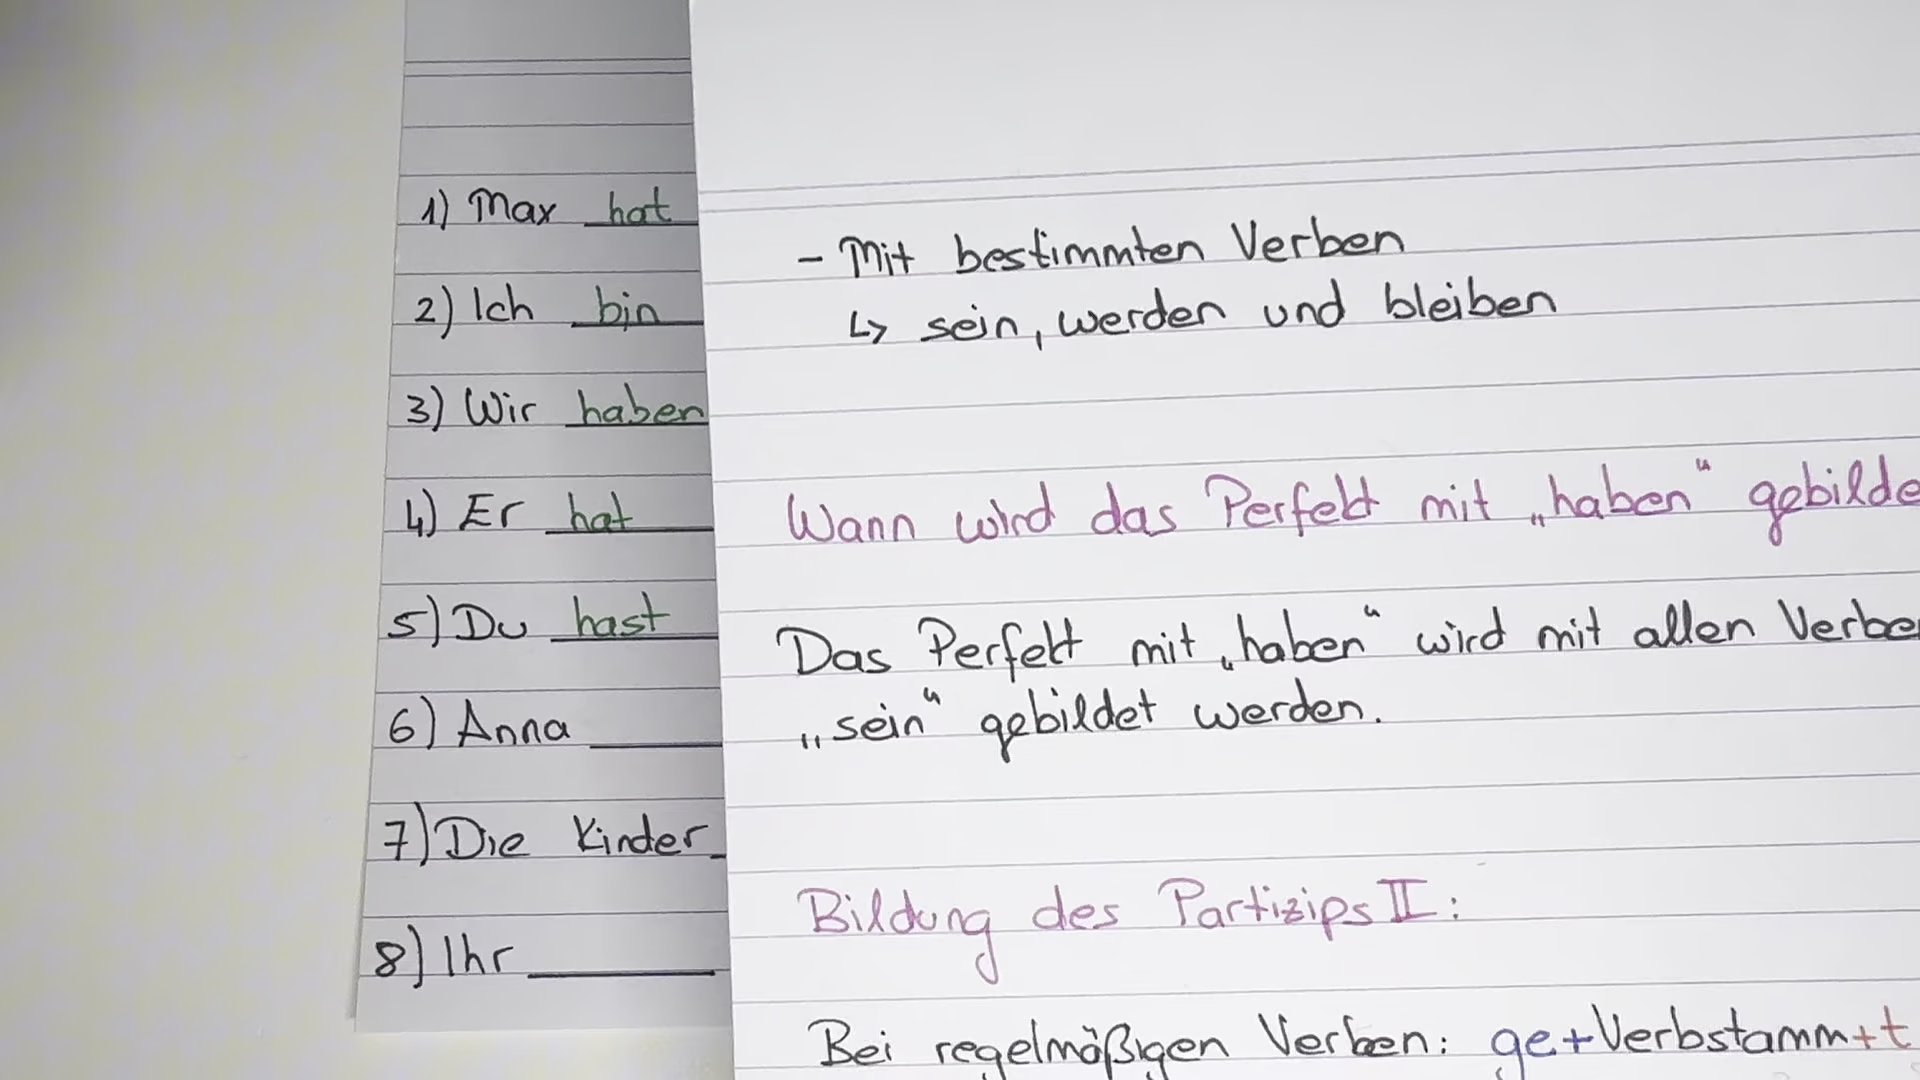 1) Max hat
2) Ich bin
3) Wir haben
4) Er hat
5) Du hast
6) Anna
7) Die Kinder
8) Ihr
- Mit bestimmten Verben
↳ sein, werden und bleiben
Wann wird das Perfekt mit „haben“ gebilde
Das Perfekt mit „haben“ wird mit allen Verbe
„sein“ gebildet werden.
Bildung des Partizips II:
Bei regelmäßigen Verben: ge+Verbstamm+t